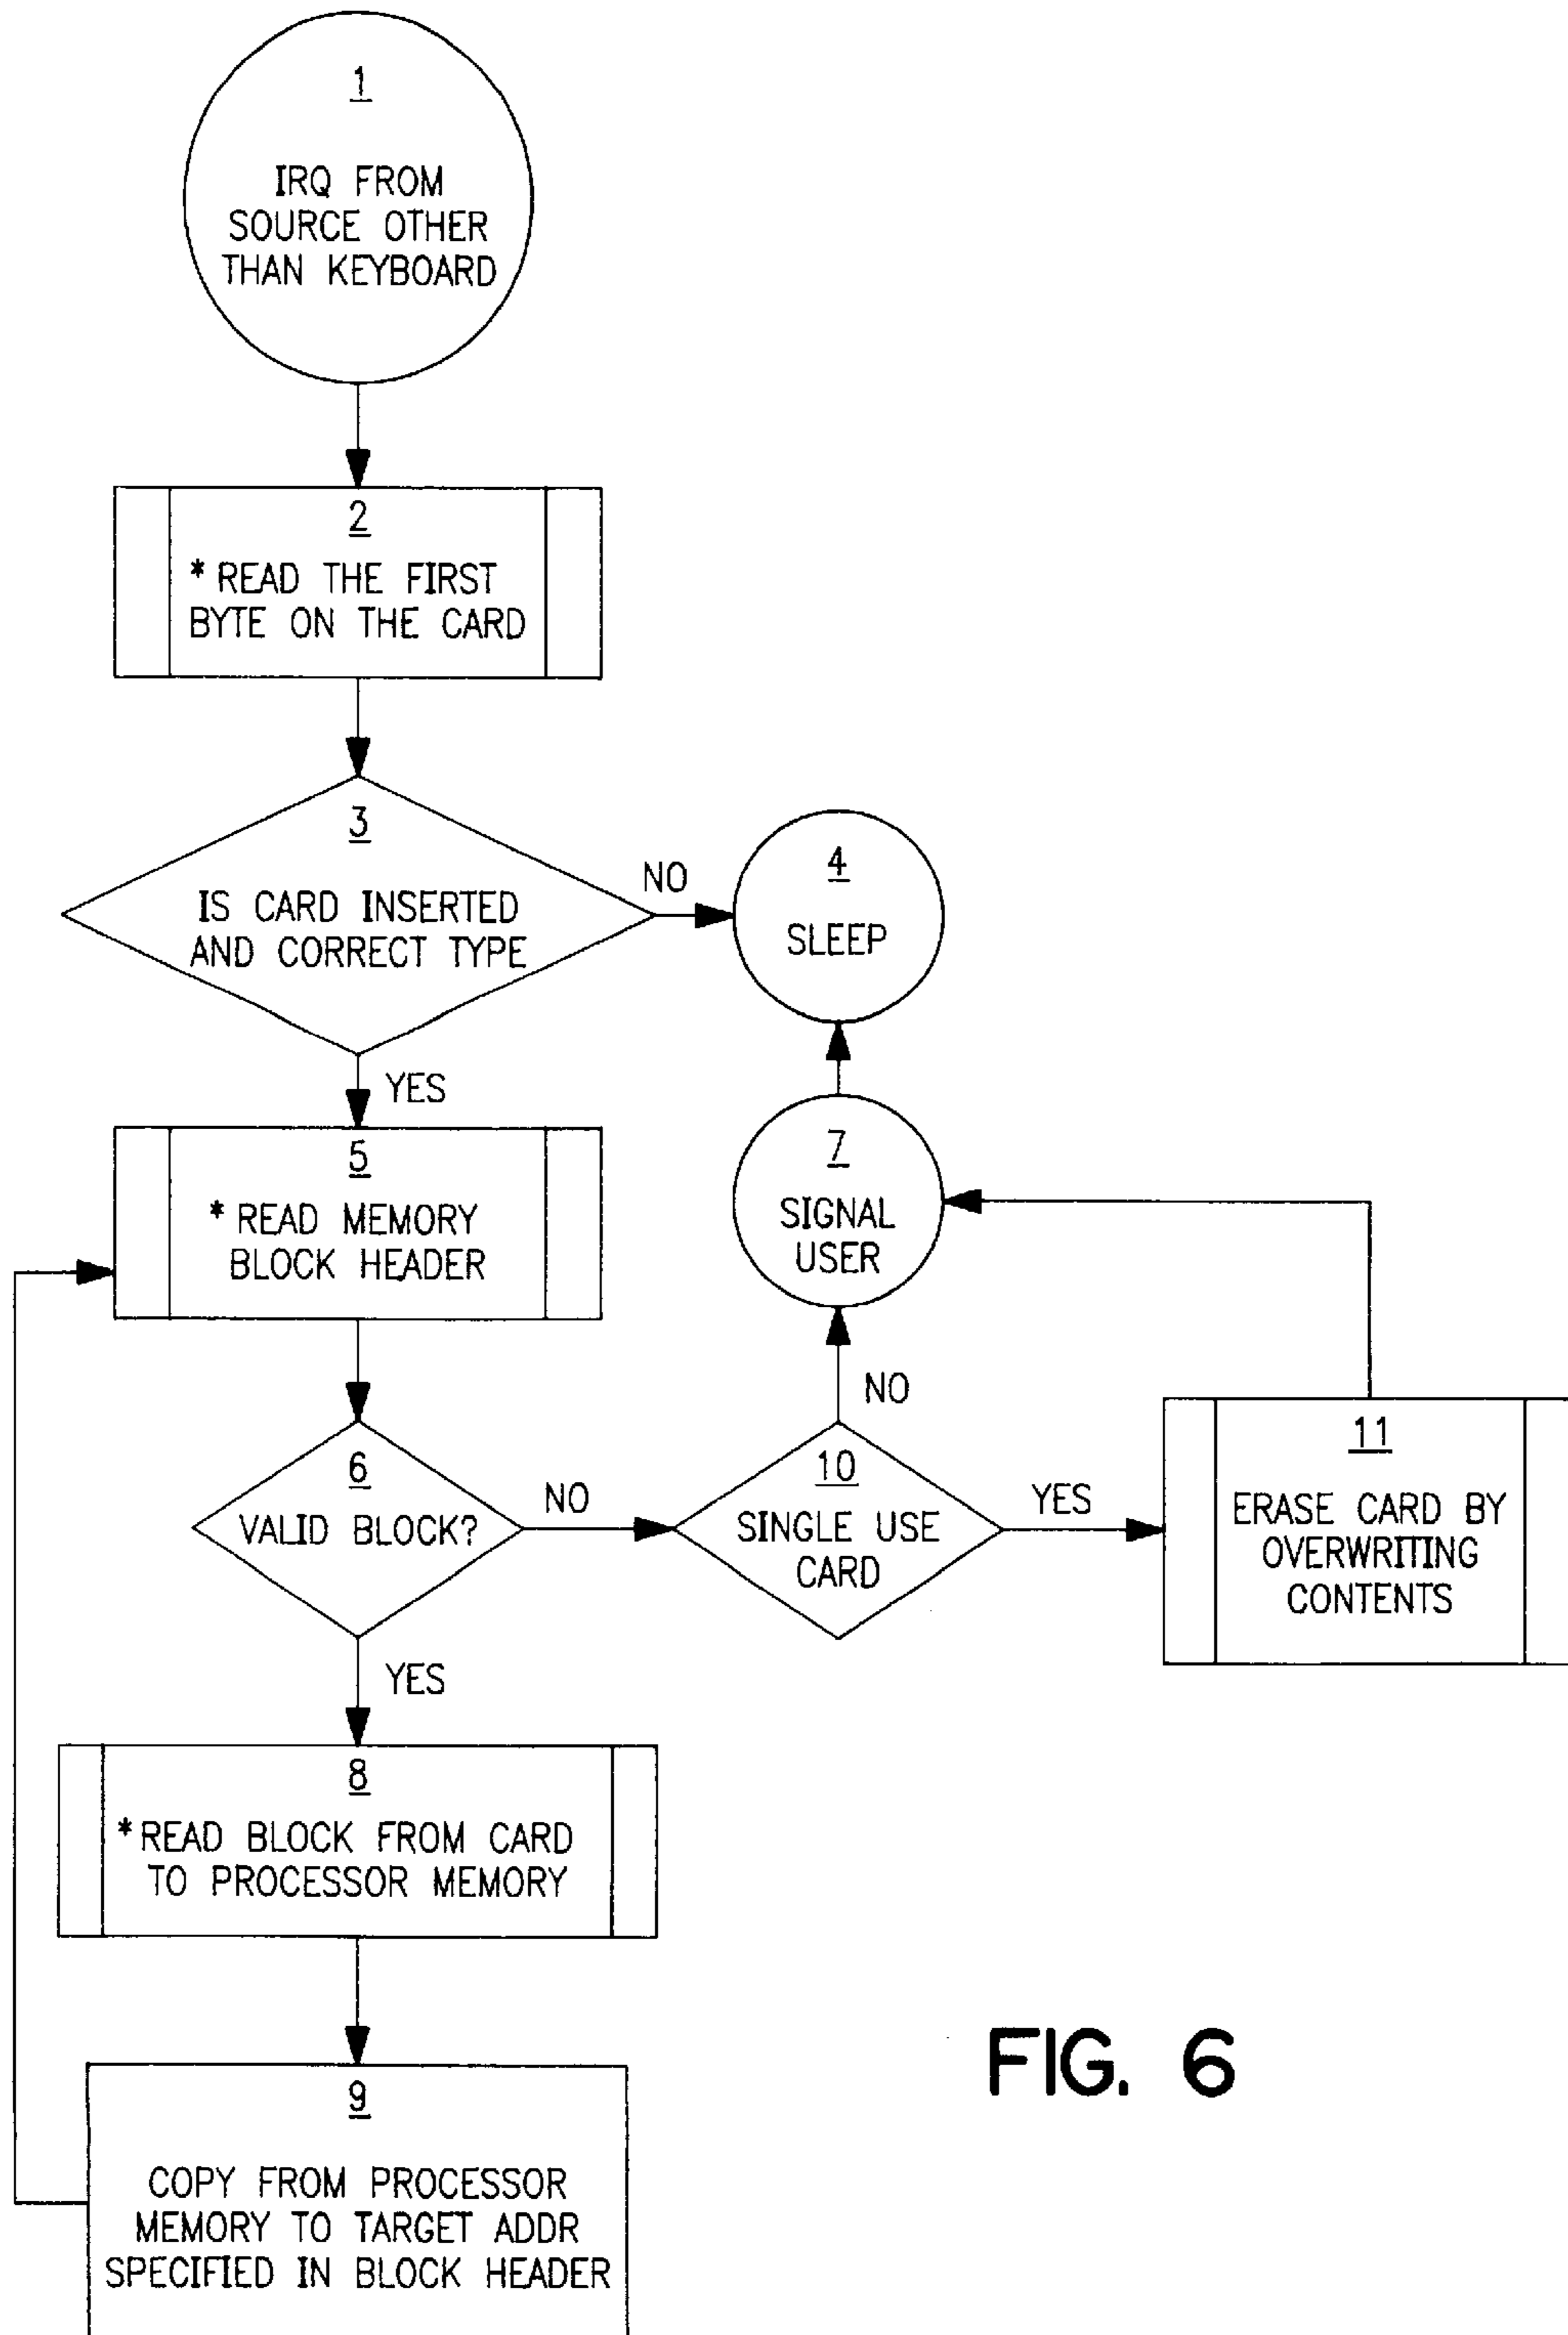 1
IRQ FROM
SOURCE OTHER
THAN KEYBOARD
2
* READ THE FIRST
BYTE ON THE CARD
3
IS CARD INSERTED
AND CORRECT TYPE
NO
4
SLEEP
YES
5
* READ MEMORY
BLOCK HEADER
7
SIGNAL
USER
6
VALID BLOCK?
NO
10
SINGLE USE
CARD
NO
YES
11
ERASE CARD BY
OVERWRITING
CONTENTS
YES
8
* READ BLOCK FROM CARD
TO PROCESSOR MEMORY
9
COPY FROM PROCESSOR
MEMORY TO TARGET ADDR
SPECIFIED IN BLOCK HEADER
FIG. 6